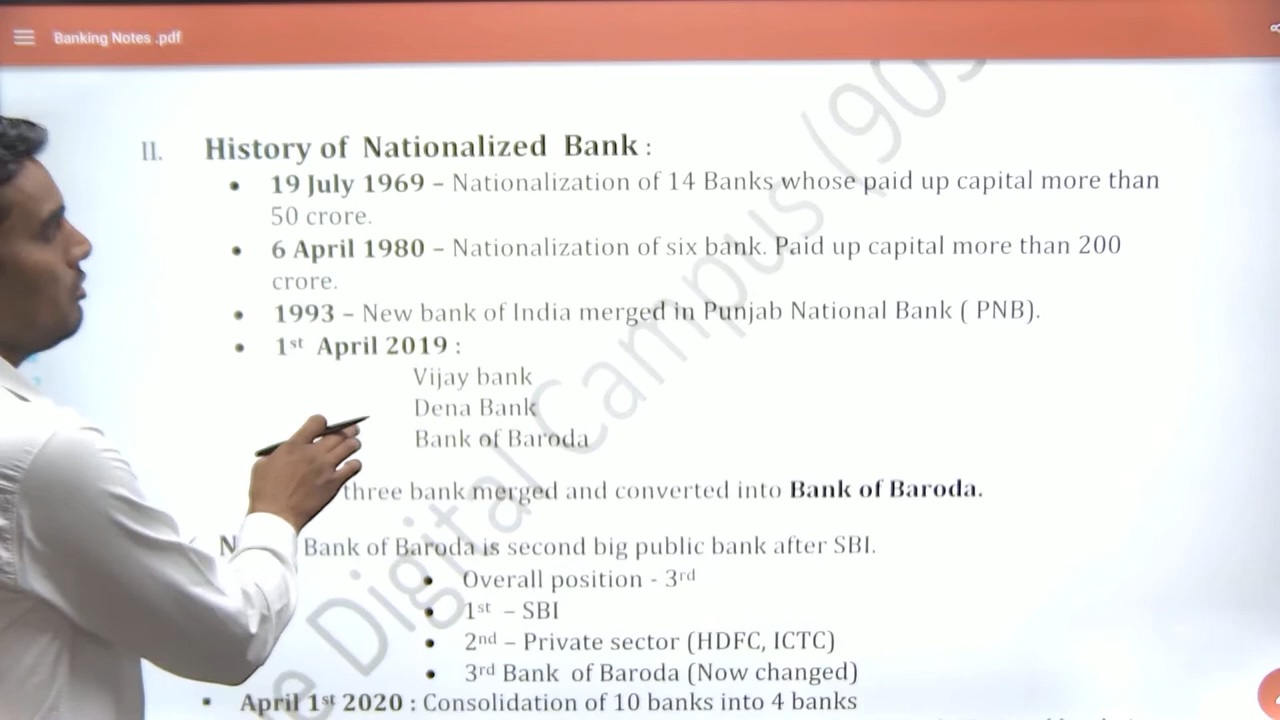 Banking Notes .pdf
II. History of Nationalized Bank :
• 19 July 1969 – Nationalization of 14 Banks whose paid up capital more than
50 crore.
• 6 April 1980 – Nationalization of six bank. Paid up capital more than 200
crore.
• 1993 – New bank of India merged in Punjab National Bank ( PNB).
• 1st April 2019 :
Vijay bank
Dena Bank
Bank of Baroda
three bank merged and converted into Bank of Baroda.
Bank of Baroda is second big public bank after SBI.
• Overall position - 3rd
• 1st – SBI
• 2nd – Private sector (HDFC, ICTC)
• 3rd Bank of Baroda (Now changed)
▪ April 1st 2020 : Consolidation of 10 banks into 4 banks
Digital Campus (903